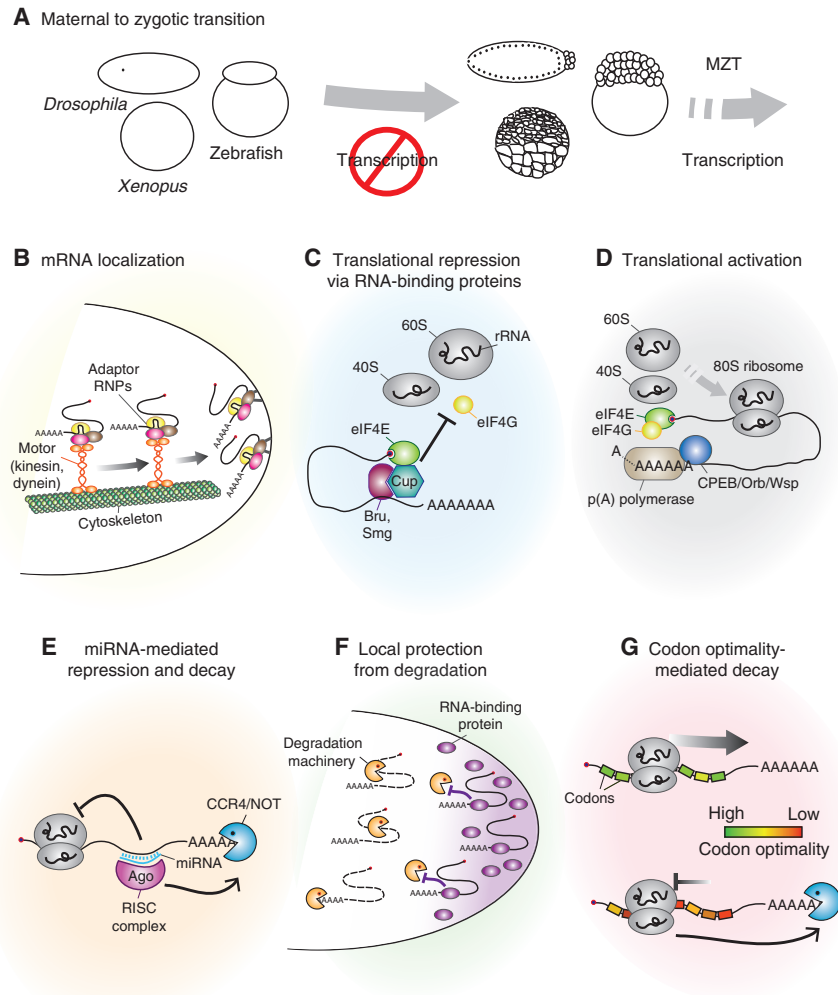 A Maternal to zygotic transition
Drosophila
Zebrafish
Xenopus
Transcription
MZT
Transcription
B mRNA localization
Adaptor
RNPs
AAAAA
AAAAA
AAAAA
AAAAA
Motor
(kinesin,
dynein)
Cytoskeleton
C Translational repression
via RNA-binding proteins
60S
rRNA
40S
eIF4G
eIF4E
Cup
Bru,
Smg
AAAAAAA
D Translational activation
60S
40S
80S ribosome
eIF4E
eIF4G
A
AAAAAA
p(A) polymerase
CPEB/Orb/Wsp
E miRNA-mediated
repression and decay
CCR4/NOT
AAAAA
miRNA
Ago
RISC
complex
F Local protection
from degradation
RNA-binding
protein
Degradation
machinery
AAAAA
AAAAA
AAAAA
AAAAA
AAAAA
AAAA
G Codon optimality-
mediated decay
AAAAAA
Codons
High Low
Codon optimality
AAAAA